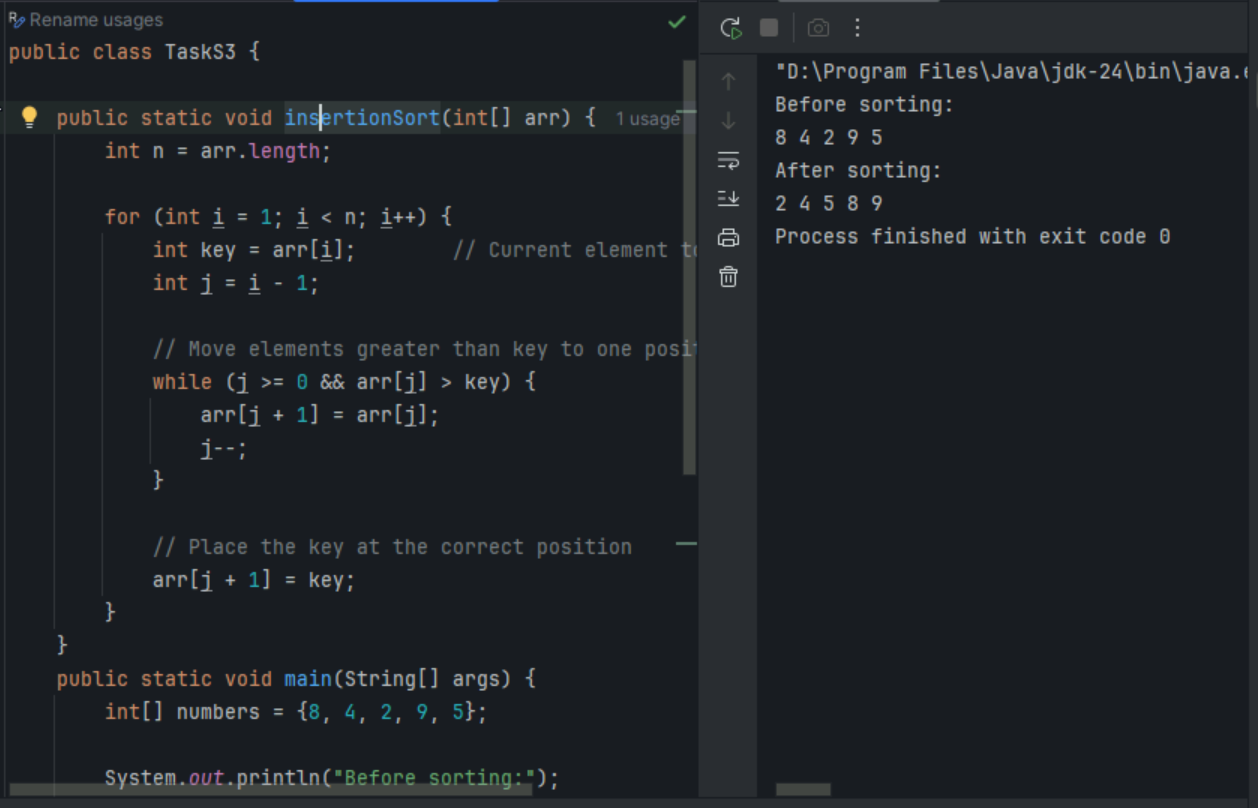 Rename usages
public class TaskS3 {
public static void insertionSort(int[] arr) { 1 usage
int n = arr.length;
for (int i = 1; i < n; i++) {
int key = arr[i]; // Current element
int j = i - 1;
// Move elements greater than key to one
while (j >= 0 && arr[j] > key) {
arr[j + 1] = arr[j];
j--;
}
// Place the key at the correct position
arr[j + 1] = key;
}
}
public static void main(String[] args) {
int[] numbers = {8, 4, 2, 9, 5};
System.out.println("Before sorting:");
"D:\Program Files\Java\jdk-24\bin\java.
Before sorting:
8 4 2 9 5
After sorting:
2 4 5 8 9
Process finished with exit code 0